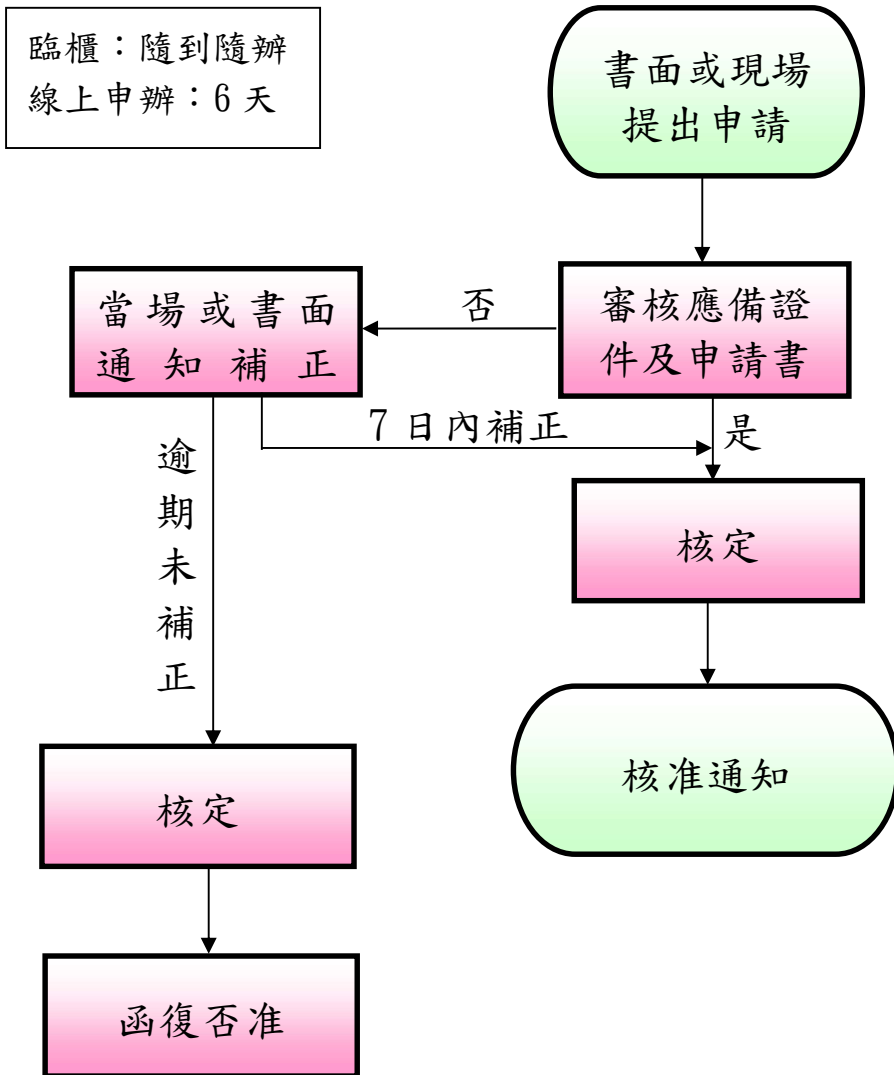 臨櫃：隨到隨辦
線上申辦：6 天
書面或現場
提出申請
審核應備證
件及申請書
否
當場或書面
通知補正
7 日內補正
是
逾期未補正
核定
核准通知
核定
函復否准